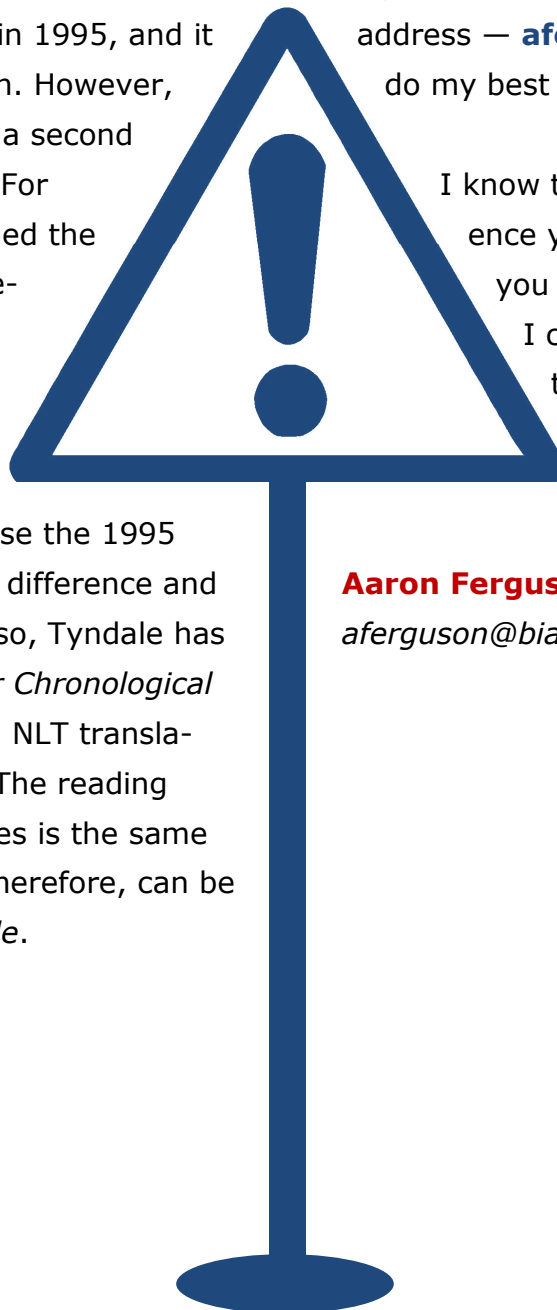 in 1995, and it
However,
a second
For
ed the
e-
se the 1995
difference and
so, Tyndale has
Chronological
NLT transla-
The reading
es is the same
herefore, can be
le.
address — afe
do my best
I know t
ence y
you
I c
t
Aaron Fergus
aferguson@bia